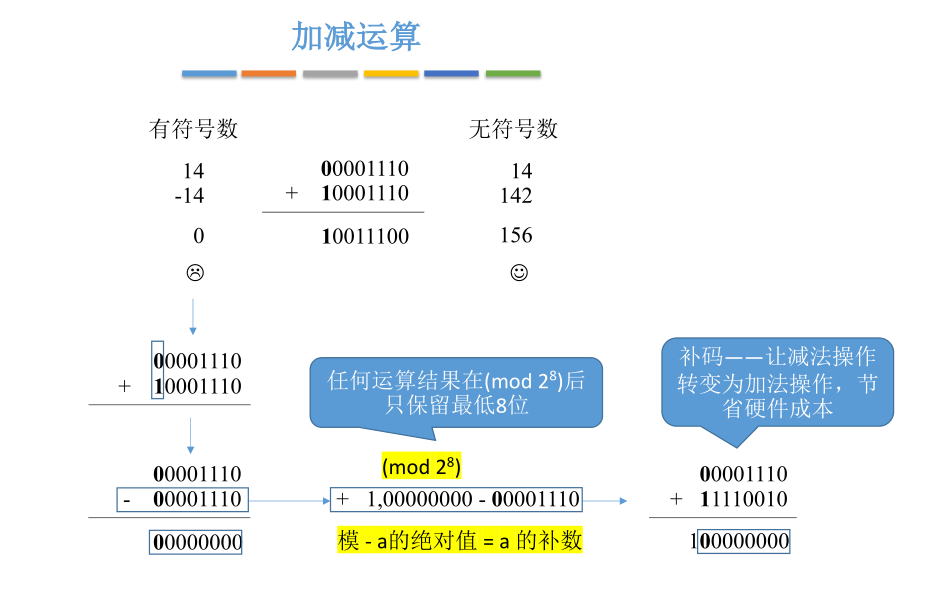 加减运算
有符号数
无符号数
14 00001110 14
-14 + 10001110 142
0 10011100 156
00001110
+ 10001110
任何运算结果在(mod 2⁸)后
只保留最低8位
补码——让减法操作
转变为加法操作，节
省硬件成本
00001110
- 00001110
00000000
(mod 2⁸)
+ 1,00000000 - 00001110
模 - a的绝对值 = a 的补数
00001110
+ 11110010
100000000